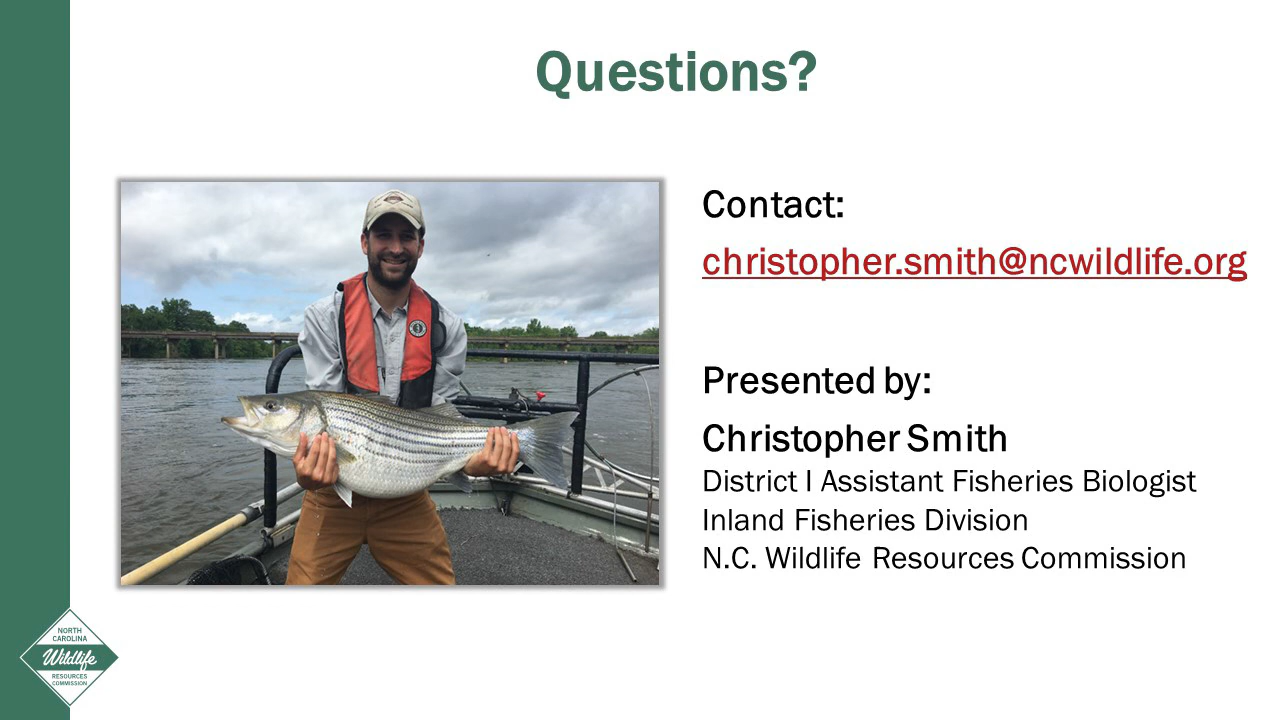 Questions?
Contact:
christopher.smith@ncwildlife.org
Presented by:
Christopher Smith
District I Assistant Fisheries Biologist
Inland Fisheries Division
N.C. Wildlife Resources Commission
NORTH
CAROLINA
Wildlife
RESOURCES
COMMISSION